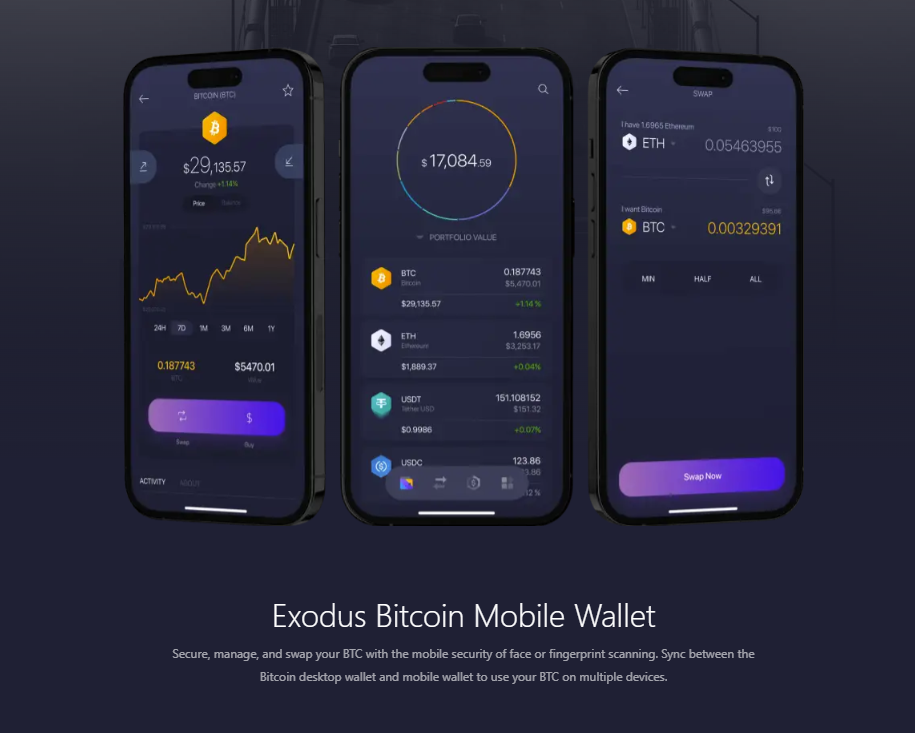 BITCOIN (BTC)
$29,135.57
Change +1.14%
Price Balance
24H 7D 1M 3M 6M 1Y
0.187743 $5470.01
BTC Value
Swap Buy
ACTIVITY ABOUT
$17,084.59
PORTFOLIO VALUE
BTC 0.187743
Bitcoin $5,470.01
$29,135.57 +1.14 %
ETH 1.6956
Ethereum $3,253.17
$1,889.37 +0.04%
USDT 151.108152
Tether USD $151.32
$0.9986 +0.07%
USDC 123.86
SWAP
I have 1.6965 Ethereum $100
ETH 0.05463955
I want Bitcoin
BTC 0.00329391
MIN HALF ALL
Swap Now
Exodus Bitcoin Mobile Wallet
Secure, manage, and swap your BTC with the mobile security of face or fingerprint scanning. Sync between the
Bitcoin desktop wallet and mobile wallet to use your BTC on multiple devices.